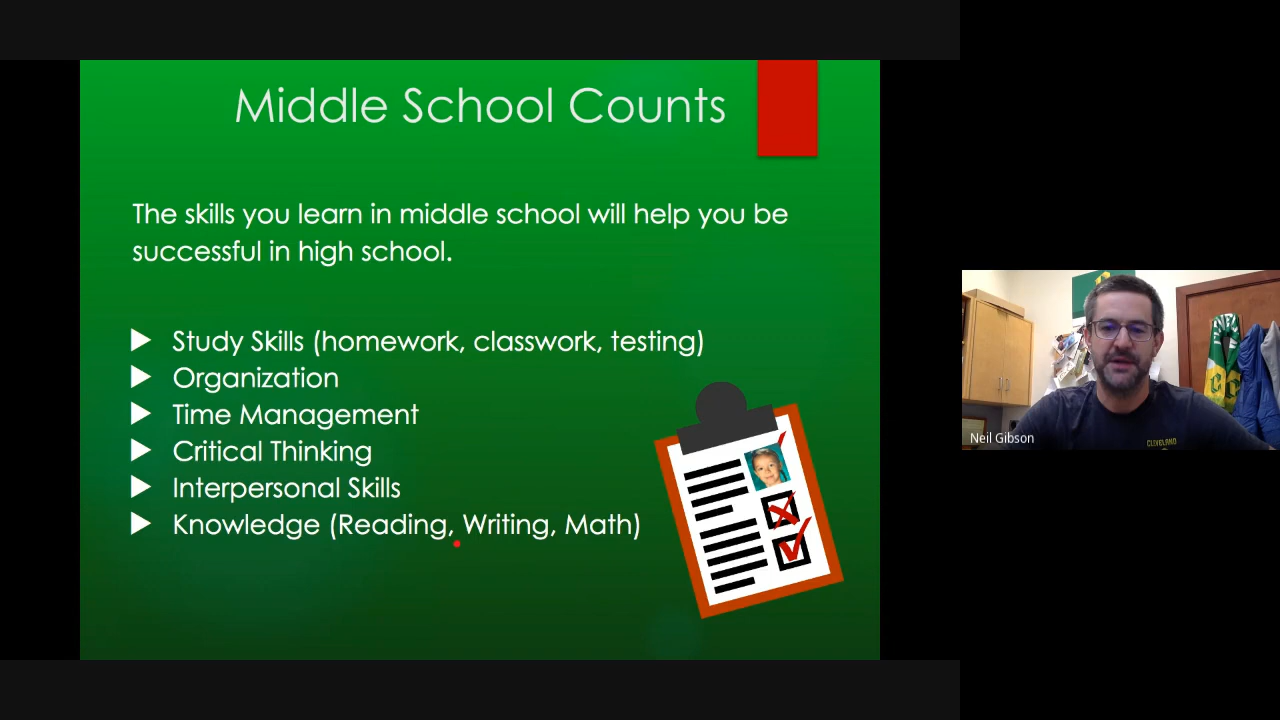 Middle School Counts
The skills you learn in middle school will help you be
successful in high school.
Study Skills (homework, classwork, testing)
Organization
Time Management
Critical Thinking
Interpersonal Skills
Knowledge (Reading, Writing, Math)
Neil Gibson
CLEVELAND